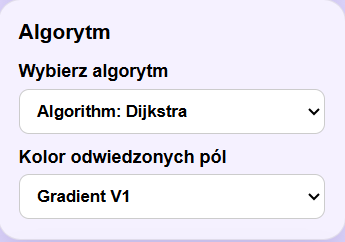 Algorytm
Wybierz algorytm
Algorithm: Dijkstra
Kolor odwiedzonych pól
Gradient V1